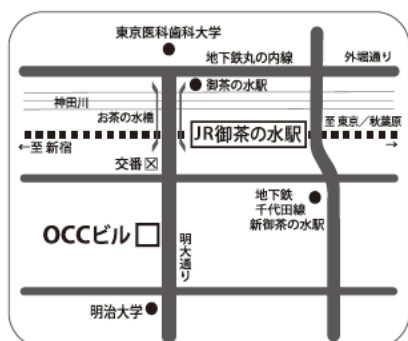 東京医科歯科大学
地下鉄丸の内線
外堀通り
御茶の水駅
神田川
お茶の水橋
JR御茶の水駅
至 東京／秋葉原
→
←至 新宿
交番
地下鉄
千代田線
新御茶の水駅
OCCビル
明大通り
明治大学